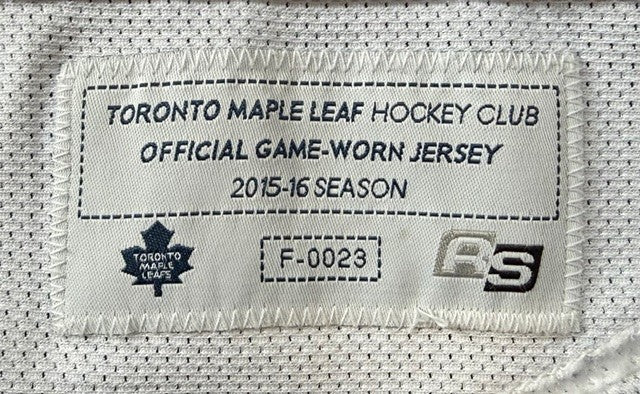 TORONTO MAPLE LEAF HOCKEY CLUB
OFFICIAL GAME-WORN JERSEY
2015-16 SEASON
TORONTO
MAPLE
LEAFS
F-0023
RS